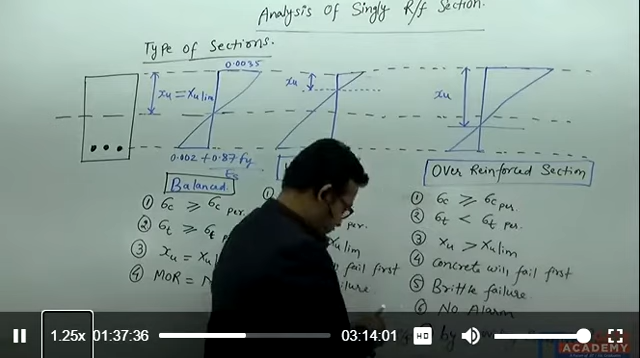 Analysis Of Singly R/f Section.
Type of Sections.
0.0035
xu = xu lim
xu
xu
0.002 + 0.87 fy
Es
Balanced.
Over Reinforced Section
① σc ≥ σc per.
② σt ≥ σt
③ xu = xu
④ MOR =
①
per.
xu lim
fail first
① σc ≥ σc per.
② σt < σt per.
③ xu > xu lim
④ Concrete will fail first
⑤ Brittle failure.
⑥ No Alarm
by
ACADEMY
1.25x
01:37:36
HD
03:14:01